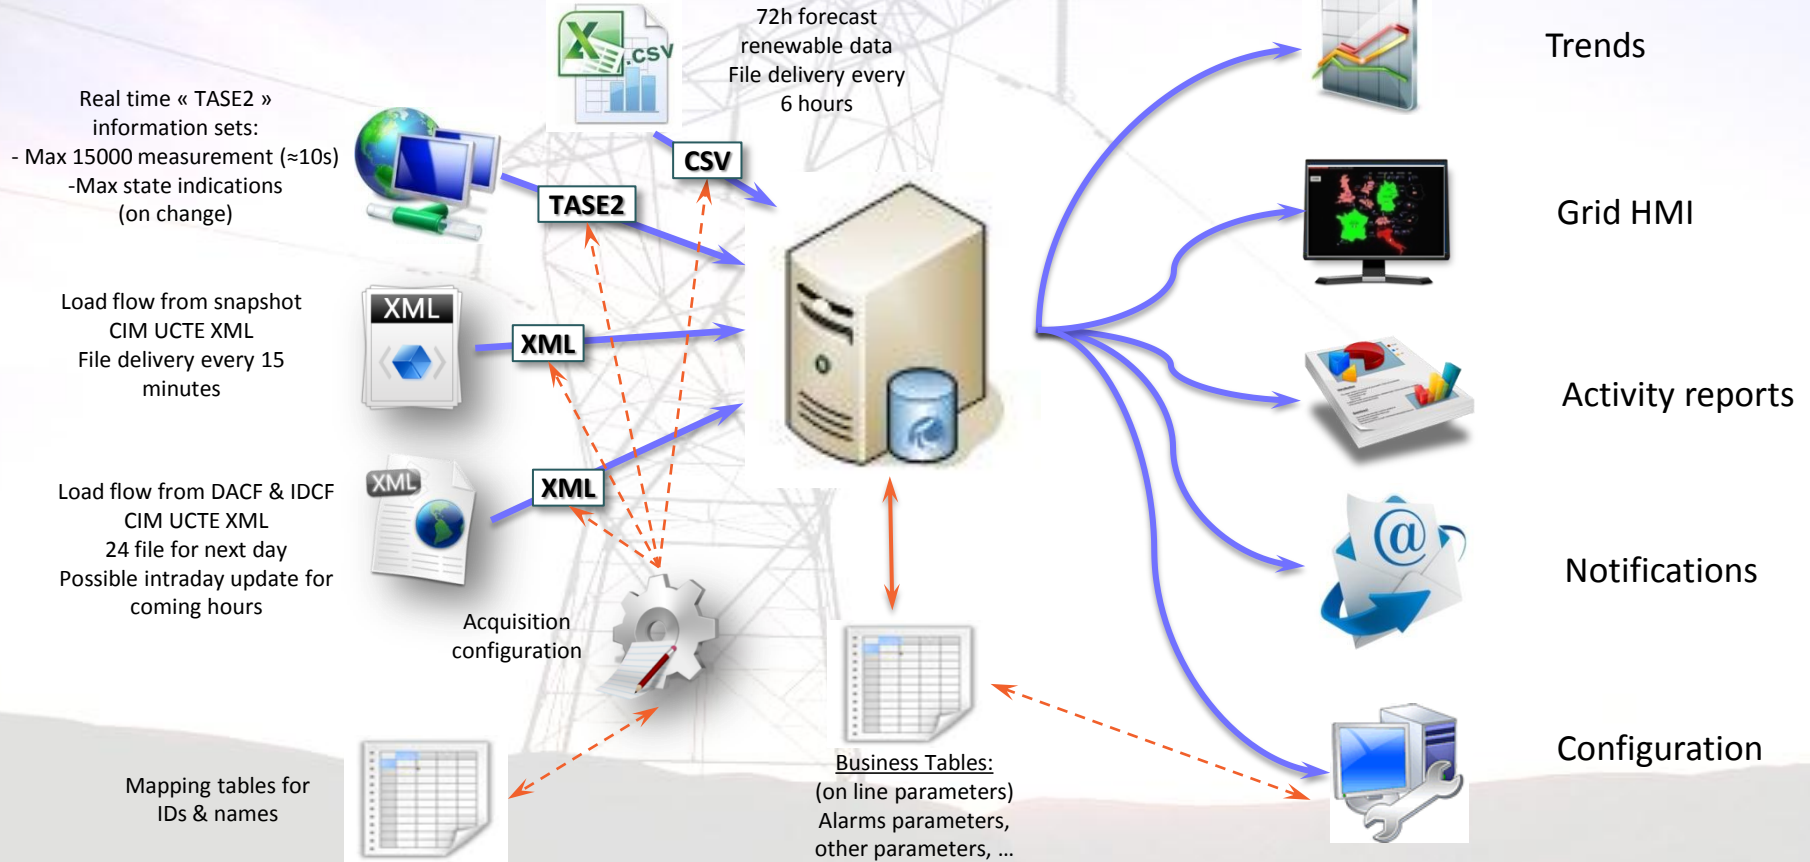 72h forecast
renewable data
File delivery every
6 hours
.csv
X
CSV
Real time « TASE2 »
information sets:
- Max 15000 measurement (≈10s)
-Max state indications
(on change)
TASE2
Load flow from snapshot
CIM UCTE XML
File delivery every 15
minutes
XML
XML
Load flow from DACF & IDCF
CIM UCTE XML
24 file for next day
Possible intraday update for
coming hours
XML
XML
Acquisition
configuration
Mapping tables for
IDs & names
Business Tables:
(on line parameters)
Alarms parameters,
other parameters, ...
Trends
Grid HMI
Activity reports
@
Notifications
Configuration